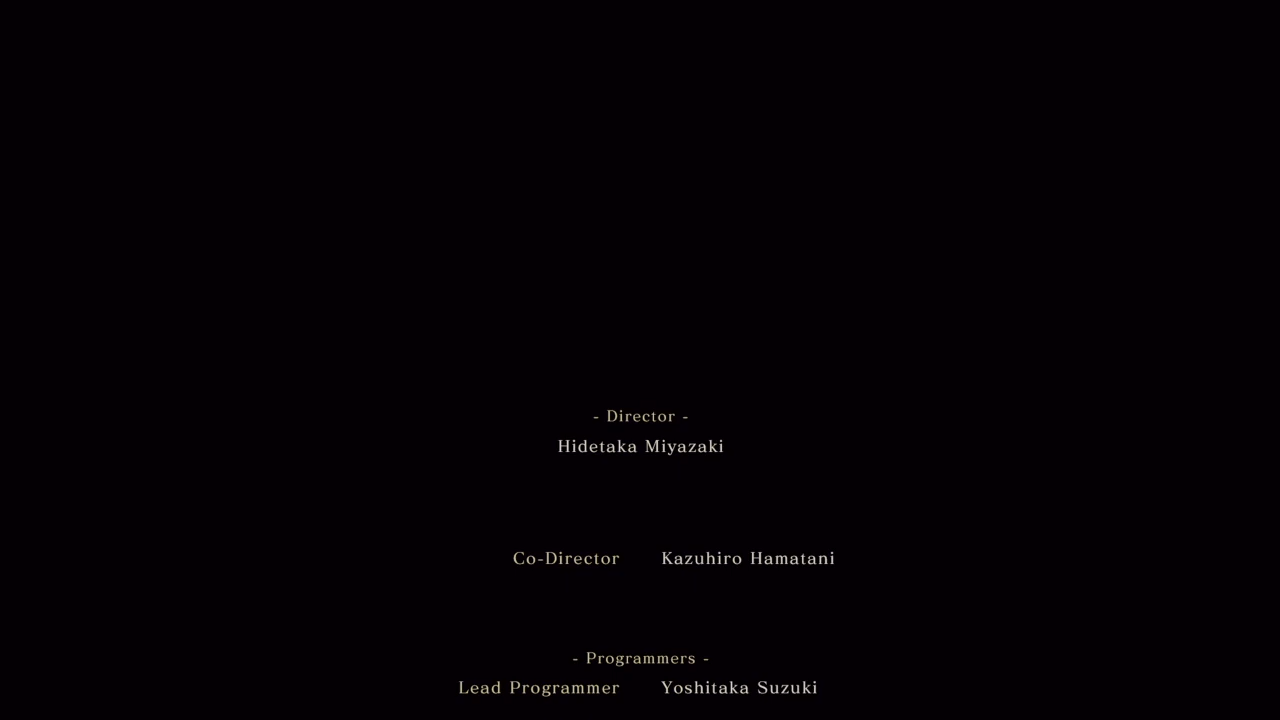 - Director -
Hidetaka Miyazaki
Co-Director Kazuhiro Hamatani
- Programmers -
Lead Programmer Yoshitaka Suzuki